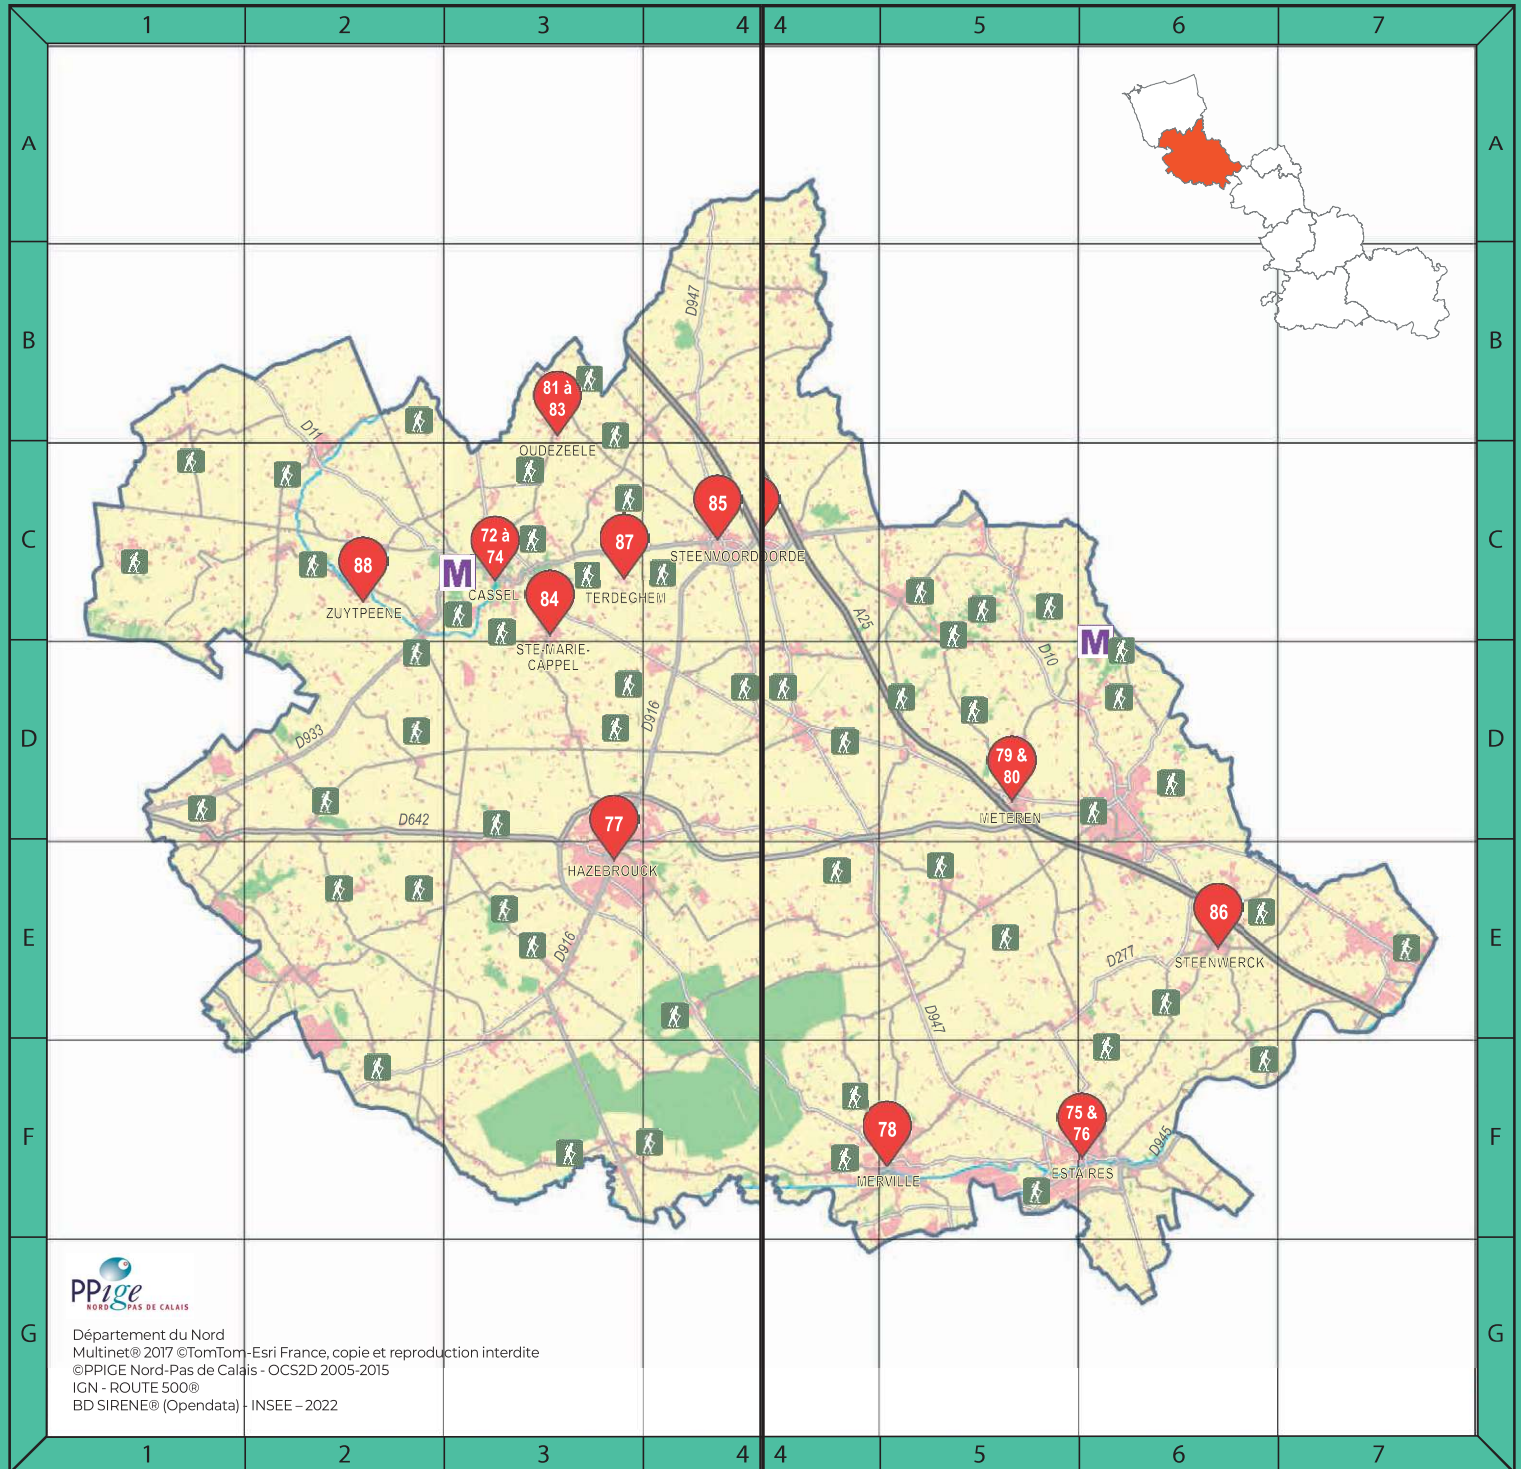 1 2 3 4 4 5 6 7
A A
B B
C C
D D
E E
F F
G G
D947
81 à
83
OUDEZEELE
D11
85
STEENVOORDOORDE
72 à
74
CASSEL
87
TERDEGHEM
88
ZUYTPEENE
M
84
STE-MARIE-
CAPPEL
A25
D10
M
D916
D933
79 &
80
METEREN
D642
77
HAZEBROUCK
86
STEENWERCK
D916
D277
D947
78
MERVILLE
75 &
76
ESTAIRES
D945
PPige
NORD PAS DE CALAIS
Département du Nord
Multinet® 2017 ©TomTom-Esri France, copie et reproduction interdite
©PPIGE Nord-Pas de Calais - OCS2D 2005-2015
IGN - ROUTE 500®
BD SIRENE® (Opendata) - INSEE – 2022
1 2 3 4 4 5 6 7